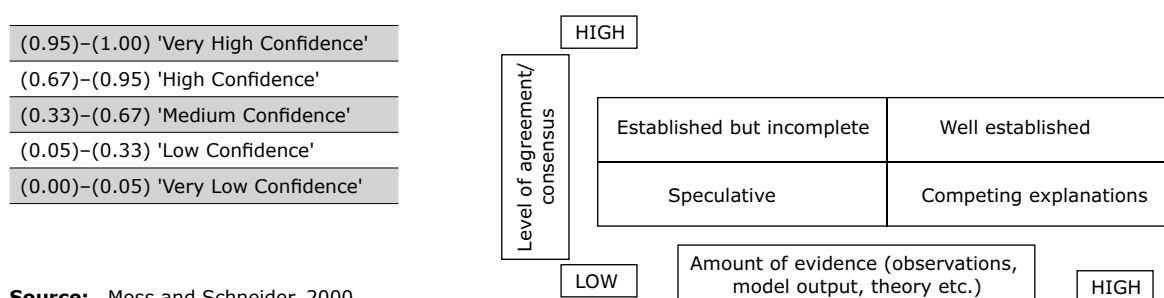 (0.95)–(1.00) 'Very High Confidence'
(0.67)–(0.95) 'High Confidence'
(0.33)–(0.67) 'Medium Confidence'
(0.05)–(0.33) 'Low Confidence'
(0.00)–(0.05) 'Very Low Confidence'
Source: Moss and Schneider, 2000
HIGH
Level of agreement/
consensus
Established but incomplete
Well established
Speculative
Competing explanations
LOW
Amount of evidence (observations,
model output, theory etc.)
HIGH